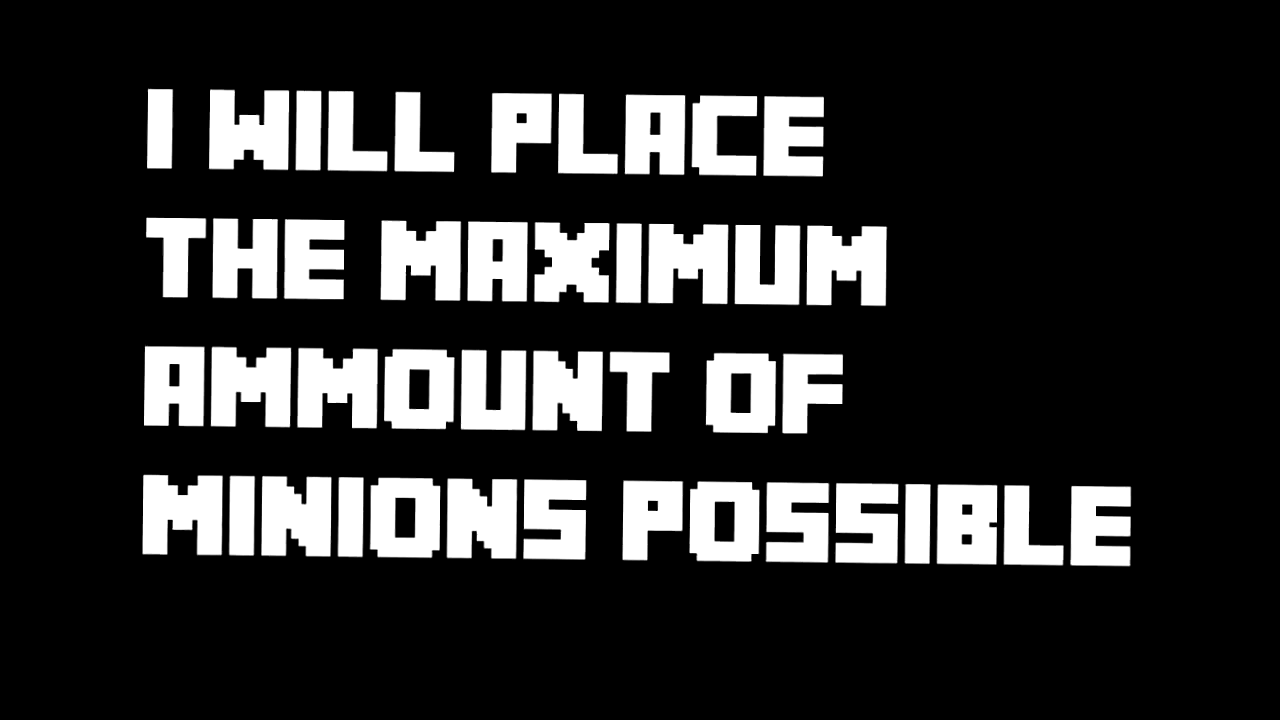 I WILL PLACE
THE MAXIMUM
AMMOUNT OF
MINIONS POSSIBLE